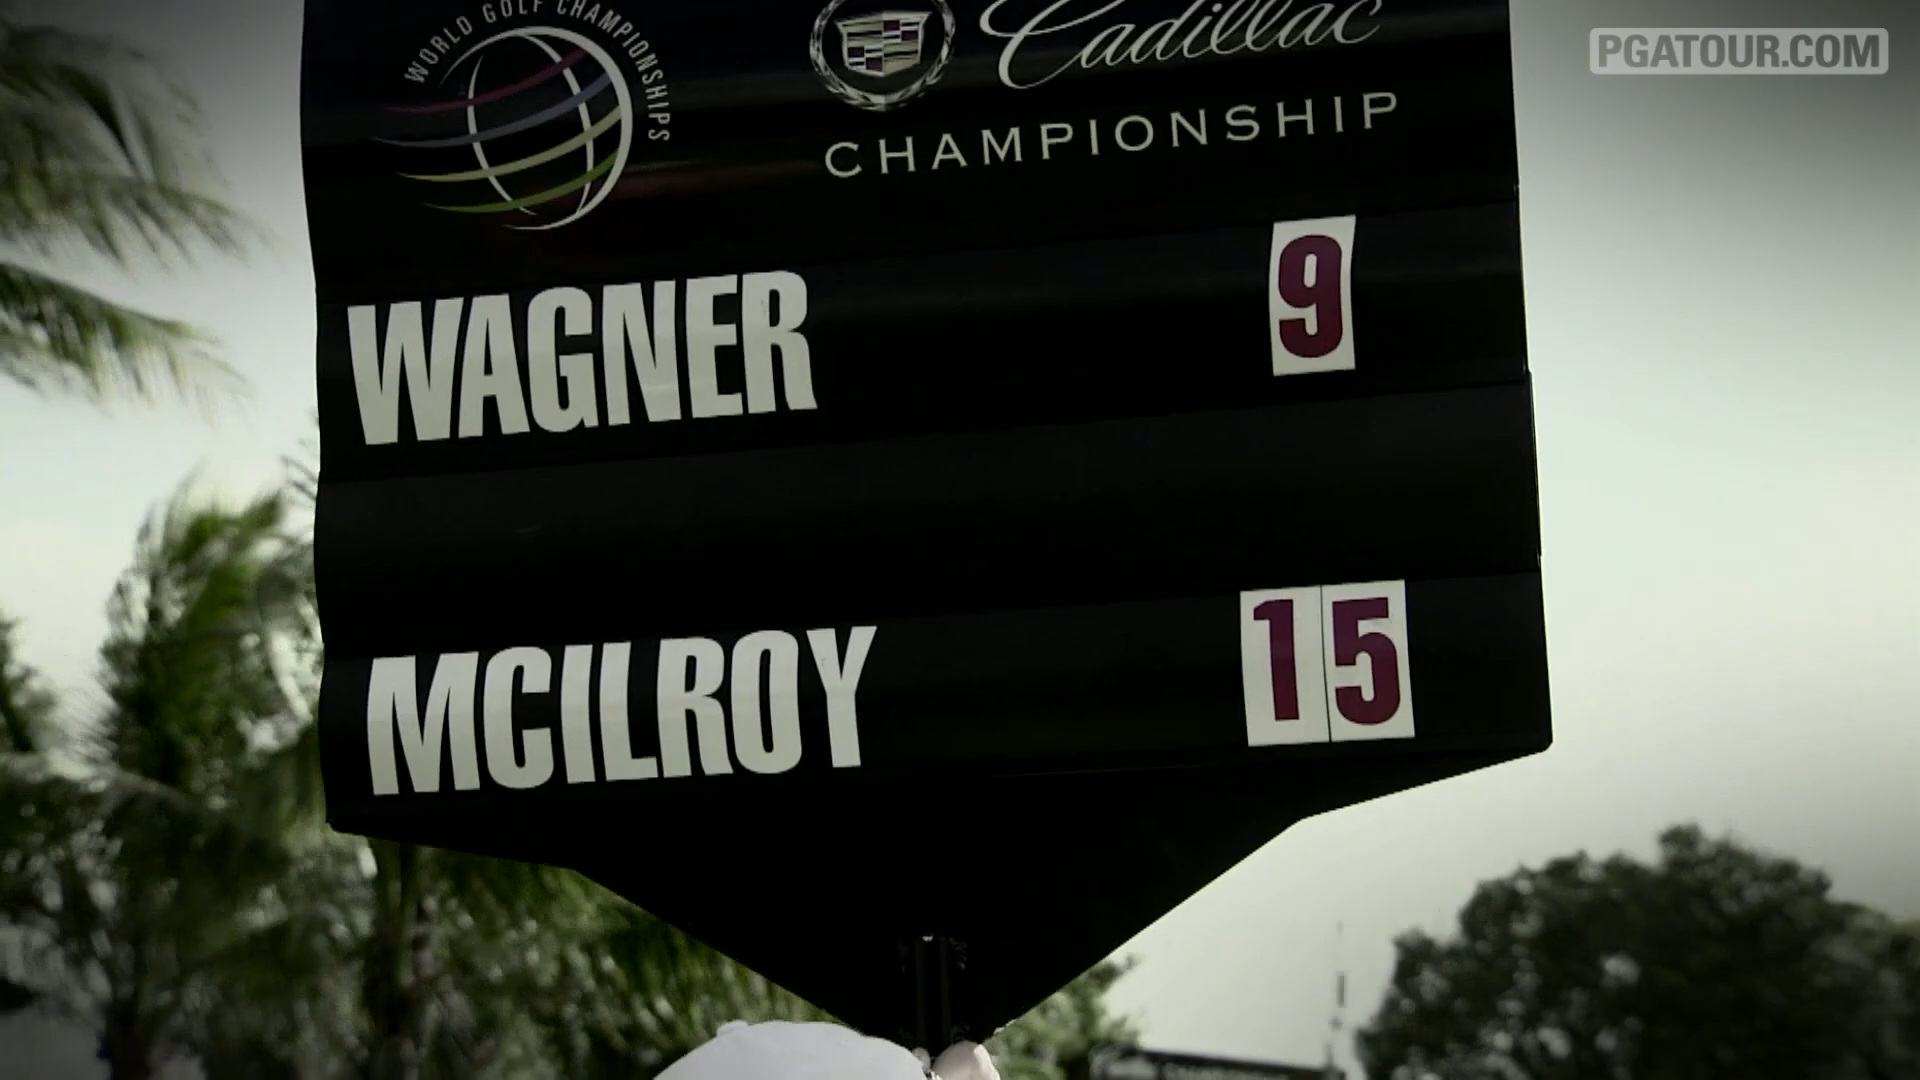 PGATOUR.COM
WORLD GOLF CHAMPIONSHIPS
Cadillac
CHAMPIONSHIP
WAGNER 9
MCILROY 15